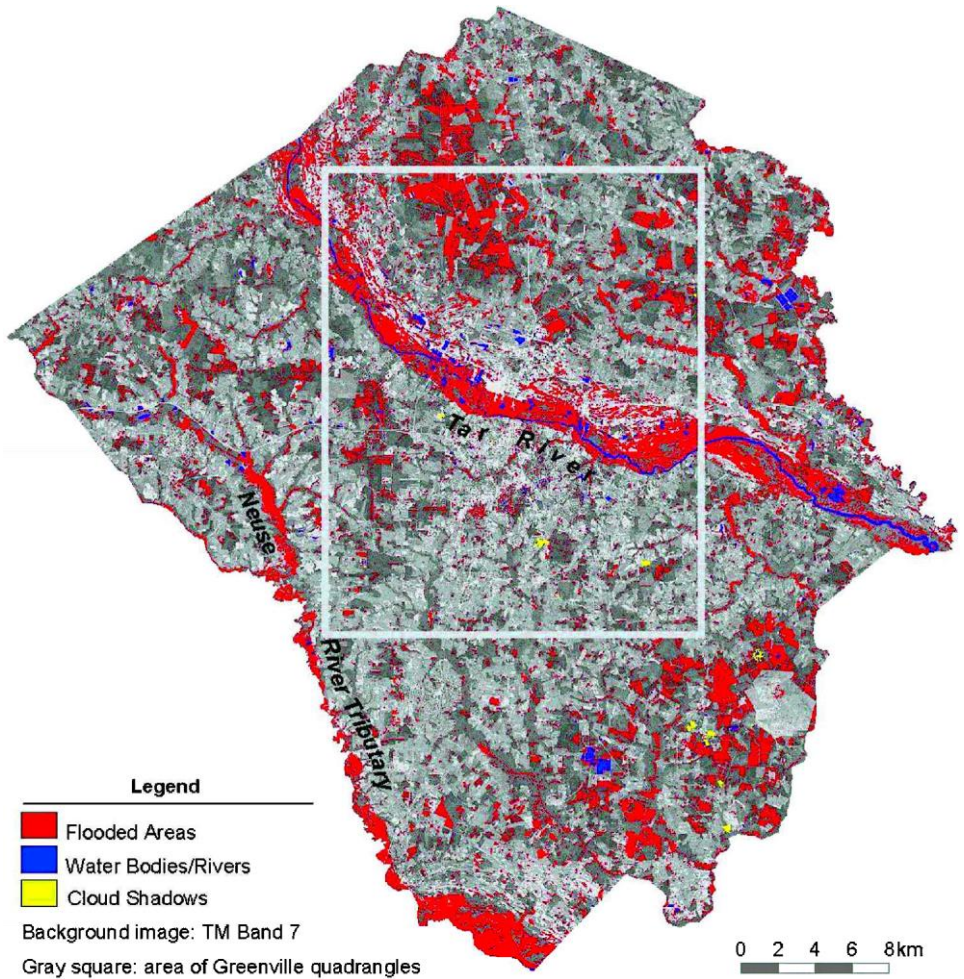 Tar River
Neuse
River Tributary
Legend
Flooded Areas
Water Bodies/Rivers
Cloud Shadows
Background image: TM Band 7
Gray square: area of Greenville quadrangles
0 2 4 6 8km